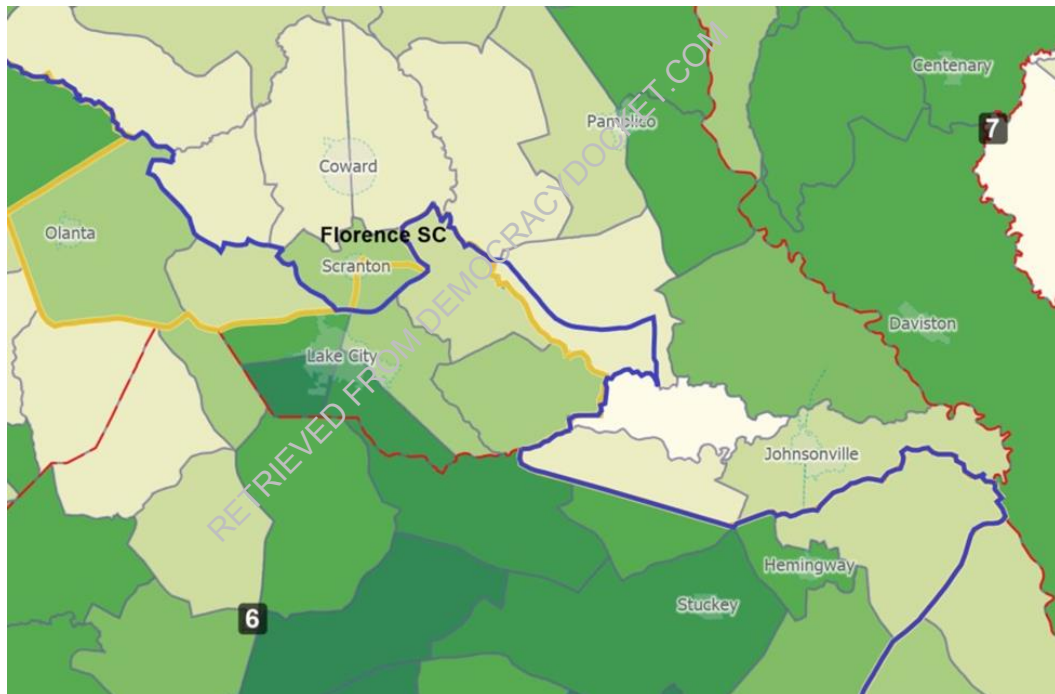 Centenary
7
Pamplico
Coward
Olanta
Florence SC
Scranton
Daviston
Lake City
Johnsonville
Hemingway
Stuckey
6
RETRIEVED FROM DEMOCRACYDOCKET.COM